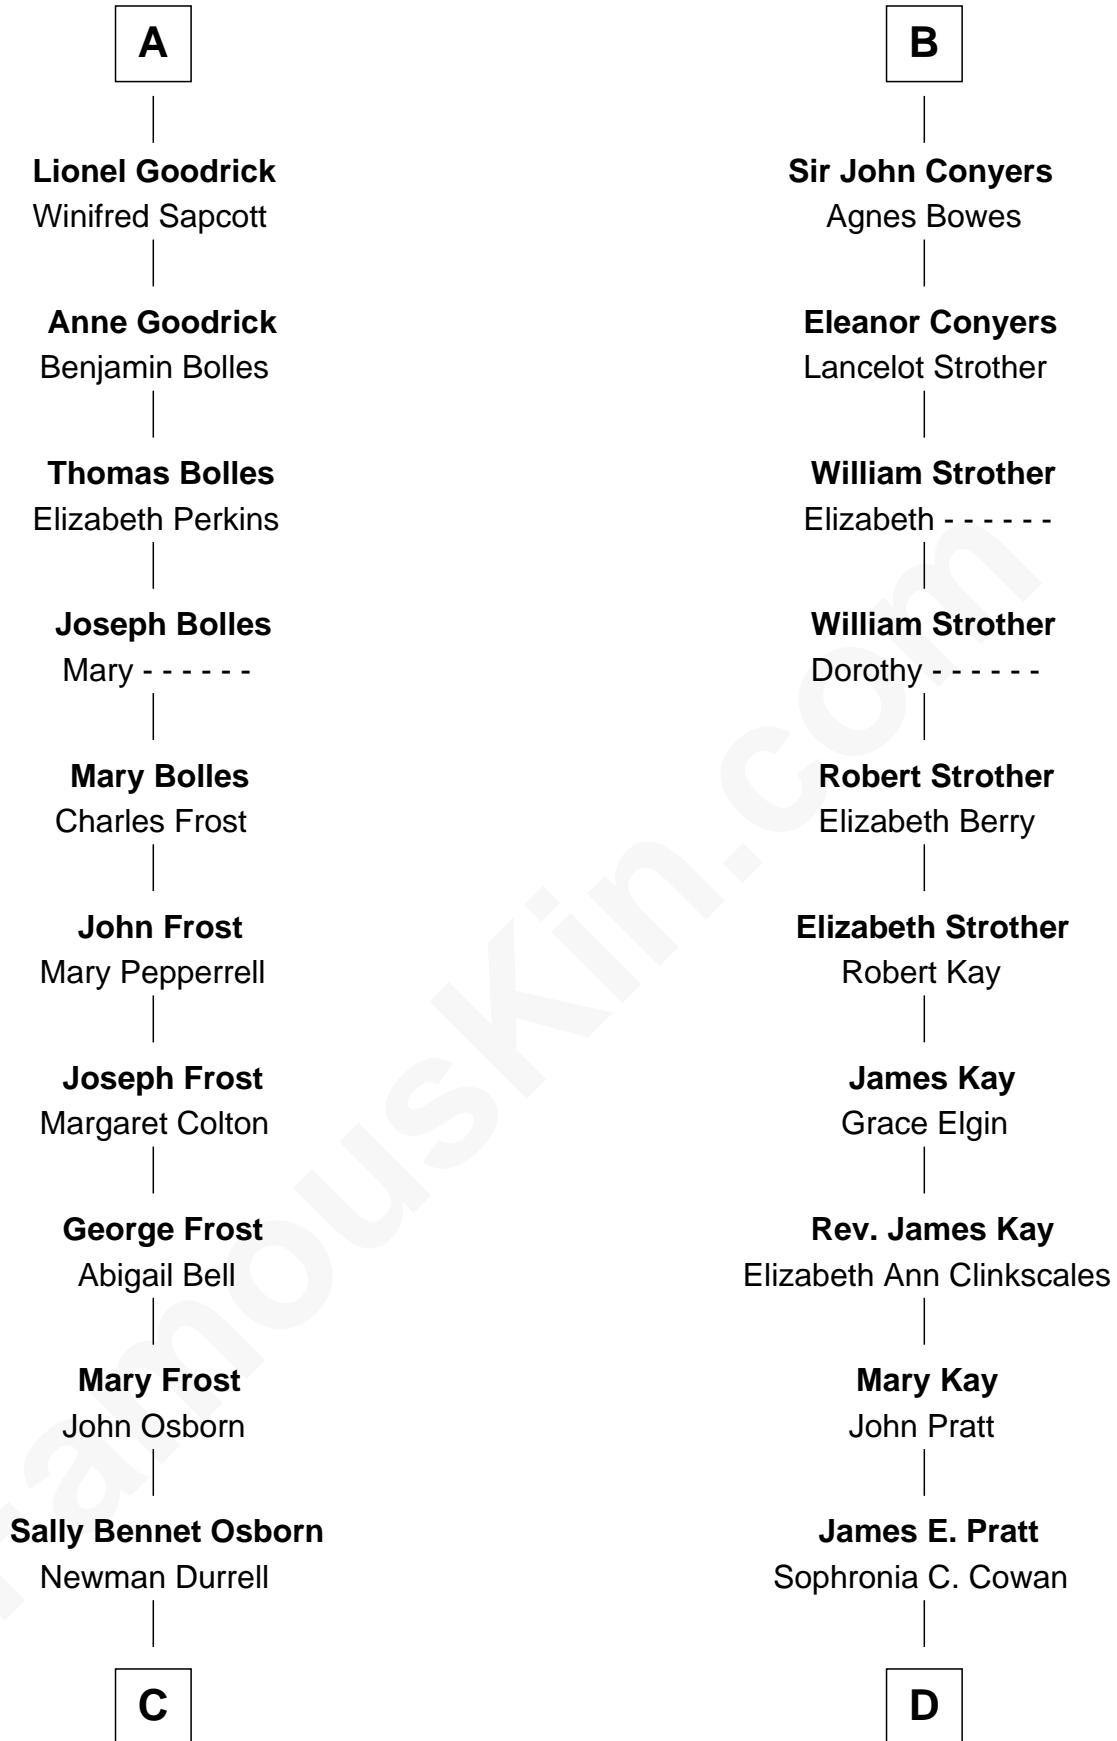 A
Lionel Goodrick
Winifred Sapcott
Anne Goodrick
Benjamin Bolles
Thomas Bolles
Elizabeth Perkins
Joseph Bolles
Mary - - - - - -
Mary Bolles
Charles Frost
John Frost
Mary Pepperrell
Joseph Frost
Margaret Colton
George Frost
Abigail Bell
Mary Frost
John Osborn
Sally Bennet Osborn
Newman Durrell
C
B
Sir John Conyers
Agnes Bowes
Eleanor Conyers
Lancelot Strother
William Strother
Elizabeth - - - - - -
William Strother
Dorothy - - - - - -
Robert Strother
Elizabeth Berry
Elizabeth Strother
Robert Kay
James Kay
Grace Elgin
Rev. James Kay
Elizabeth Ann Clinkscales
Mary Kay
John Pratt
James E. Pratt
Sophronia C. Cowan
D
FamousKin.com